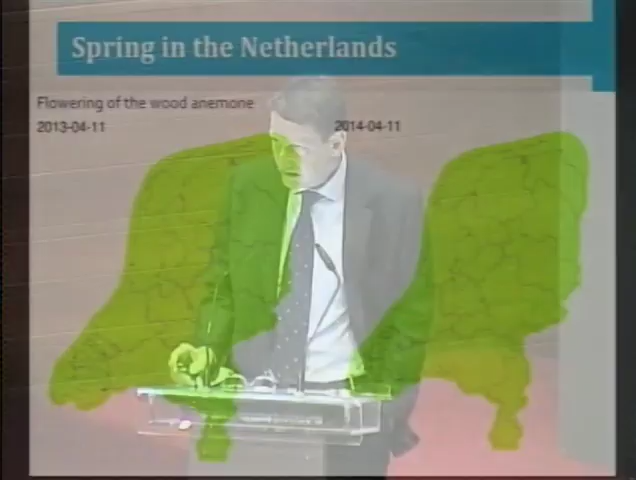 Spring in the Netherlands
Flowering of the wood anemone
2013-04-11
2014-04-11